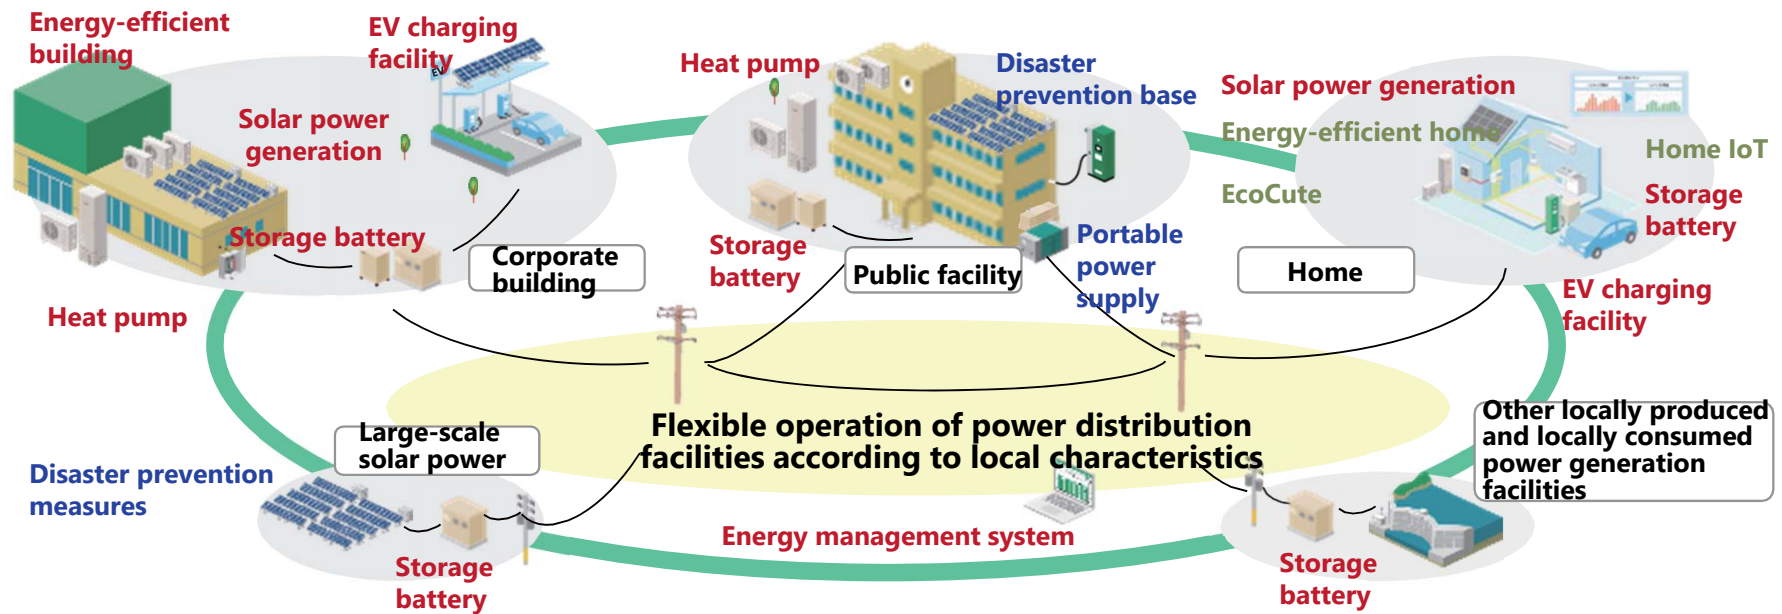 Energy-efficient
building
EV charging
facility
EV
Solar power
generation
Storage battery
Corporate
building
Heat pump
Heat pump
Disaster
prevention base
Storage
battery
Public facility
Portable
power
supply
Solar power generation
Energy-efficient home
EcoCute
Home IoT
Storage
battery
Home
EV charging
facility
Flexible operation of power distribution
facilities according to local characteristics
Large-scale
solar power
Disaster prevention
measures
Storage
battery
Energy management system
Other locally produced
and locally consumed
power generation
facilities
Storage
battery